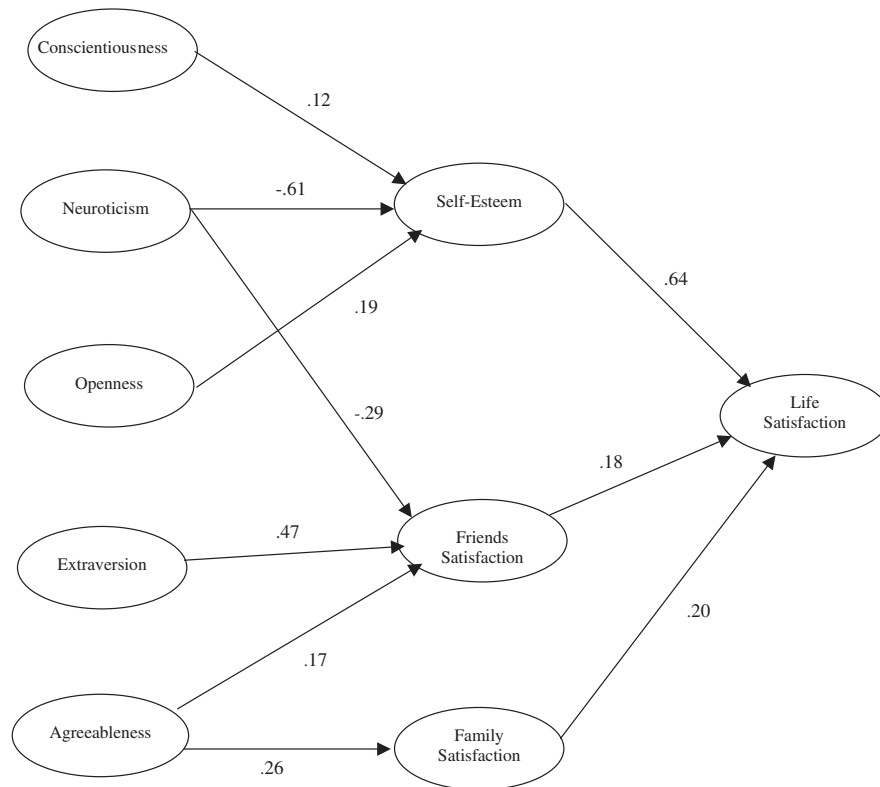 Conscientiousness
.12
Neuroticism
-.61
Self-Esteem
.64
.19
Openness
-.29
Life
Satisfaction
.18
.47
Friends
Satisfaction
Extraversion
.20
.17
Agreeableness
Family
Satisfaction
.26